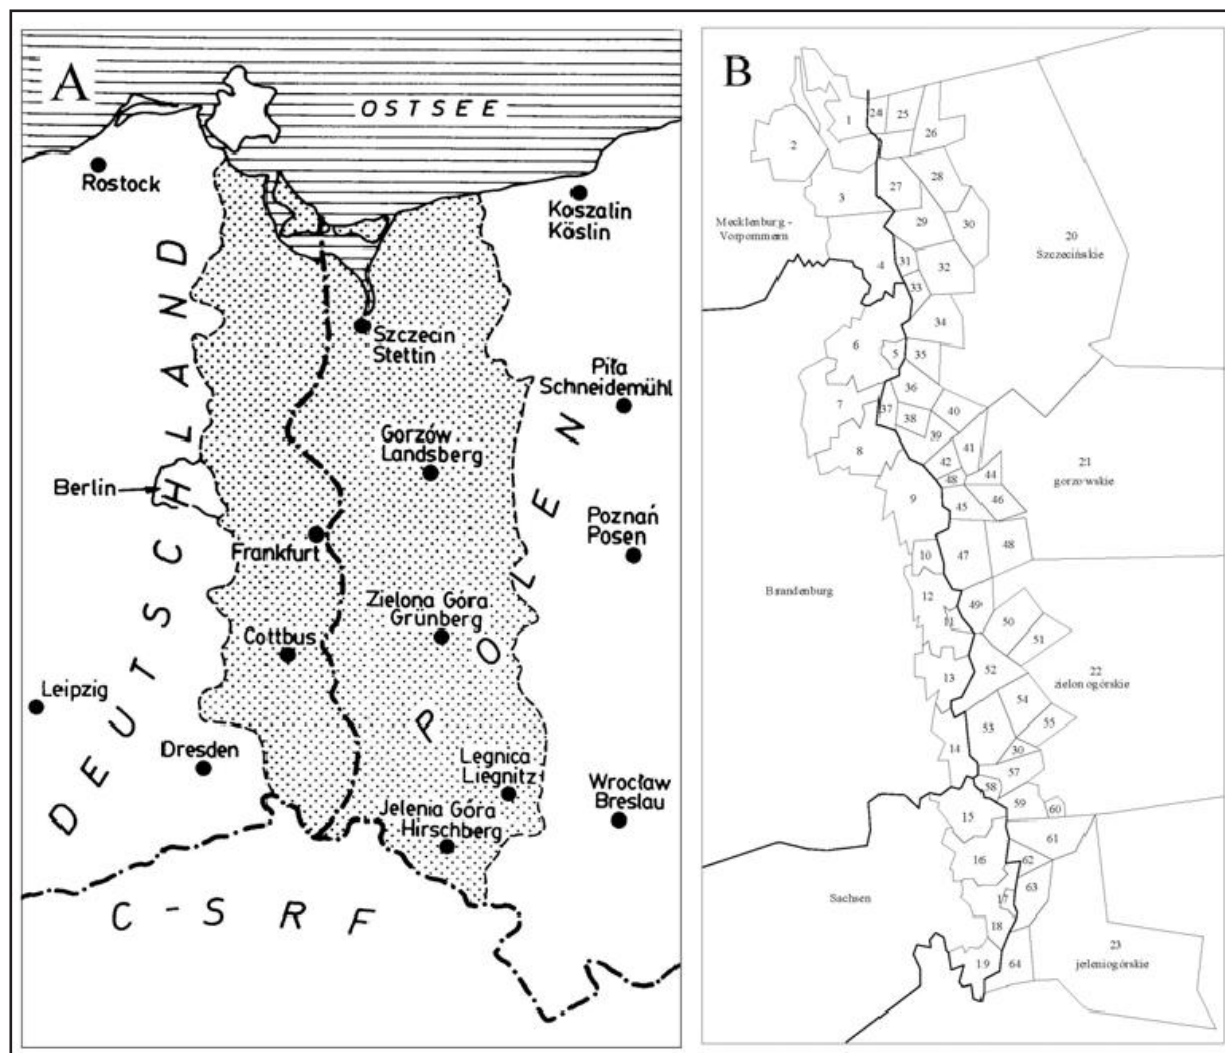 A
OSTSEE
Rostock
Koszalin
Köslin
Szczecin
Stettin
Piła
Schneidemühl
Gorzów
Landsberg
Berlin
Poznań
Posen
Frankfurt
Zielona Góra
Grünberg
Cottbus
Leipzig
Dresden
Legnica
Liegnitz
Wrocław
Breslau
Jelenia Góra
Hirschberg
DEUTSCHLAND
POLEN
C-SRF
B
1
24
25
26
2
28
3
27
Mecklenburg -
Vorpommern
29
30
20
Szczecińskie
4
31
32
33
34
6
5
35
7
36
37
38
40
39
41
8
42
48
44
21
gorzowskie
9
45
46
10
47
48
Brandenburg
12
49
11
50
51
13
52
22
zielonogórskie
54
53
55
14
30
57
58
15
59
60
61
16
62
63
Sachsen
17
18
23
jeleniogórskie
19
64